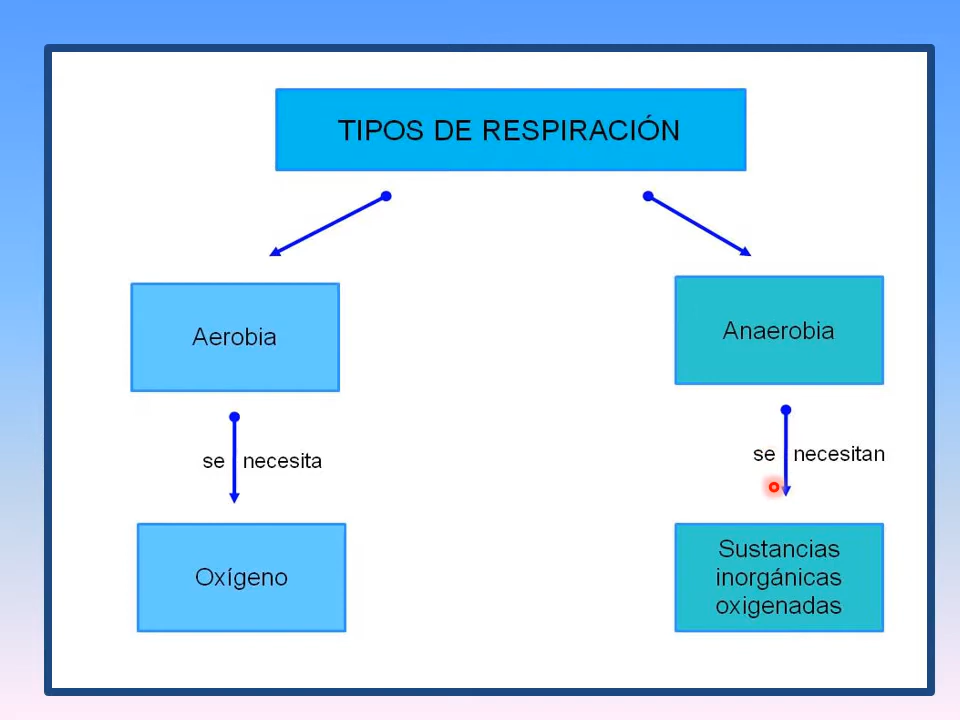 TIPOS DE RESPIRACIÓN
Aerobia
Anaerobia
se necesita
se necesitan
Oxígeno
Sustancias
inorgánicas
oxigenadas